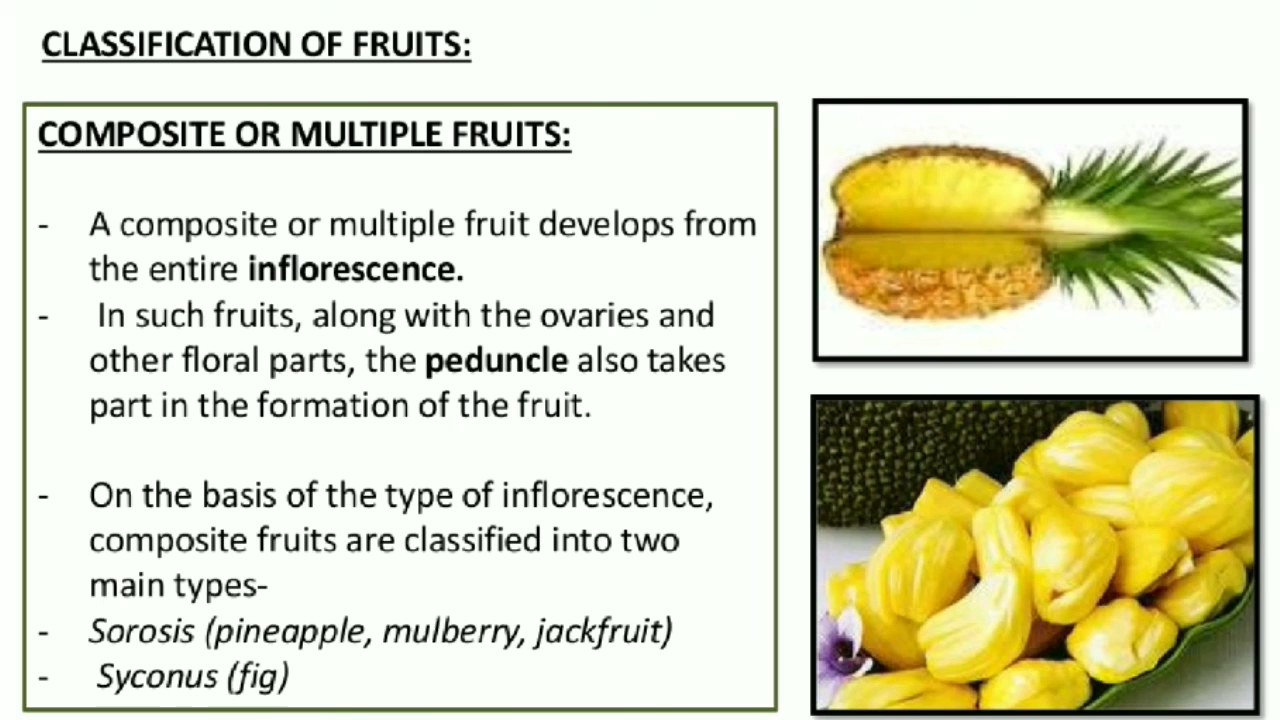 CLASSIFICATION OF FRUITS:
COMPOSITE OR MULTIPLE FRUITS:
- A composite or multiple fruit develops from
the entire inflorescence.
- In such fruits, along with the ovaries and
other floral parts, the peduncle also takes
part in the formation of the fruit.
- On the basis of the type of inflorescence,
composite fruits are classified into two
main types-
- Sorosis (pineapple, mulberry, jackfruit)
- Syconus (fig)